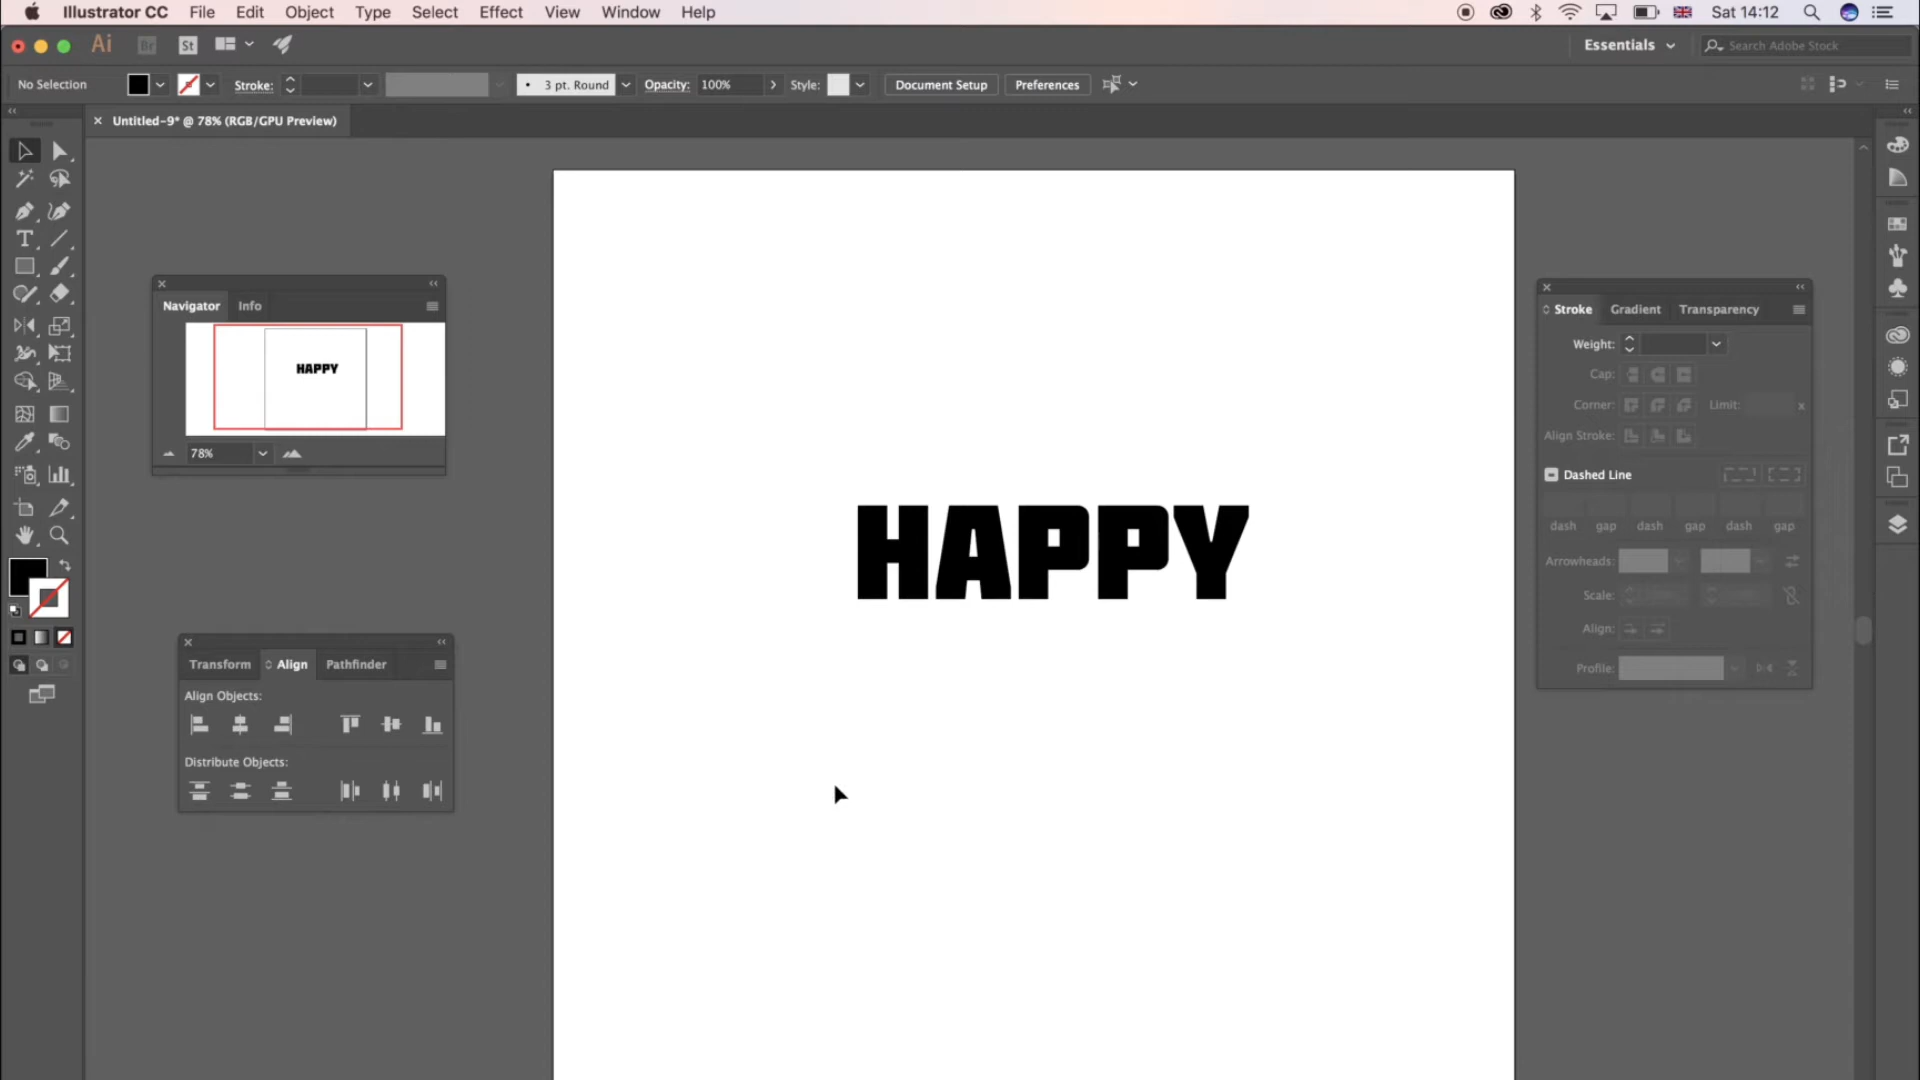 Illustrator CC File Edit Object Type Select Effect View Window Help Sat 14:12
Ai Br St Essentials Search Adobe Stock
No Selection Stroke: 3 pt. Round Opacity: 100% Style: Document Setup Preferences
Untitled-9* @ 78% (RGB/GPU Preview)
Navigator Info
HAPPY
78%
HAPPY
Transform Align Pathfinder
Align Objects:
Distribute Objects:
Stroke Gradient Transparency
Weight:
Cap:
Corner: Limit: x
Align Stroke:
Dashed Line
dash gap dash gap dash gap
Arrowheads:
Scale:
Align:
Profile: